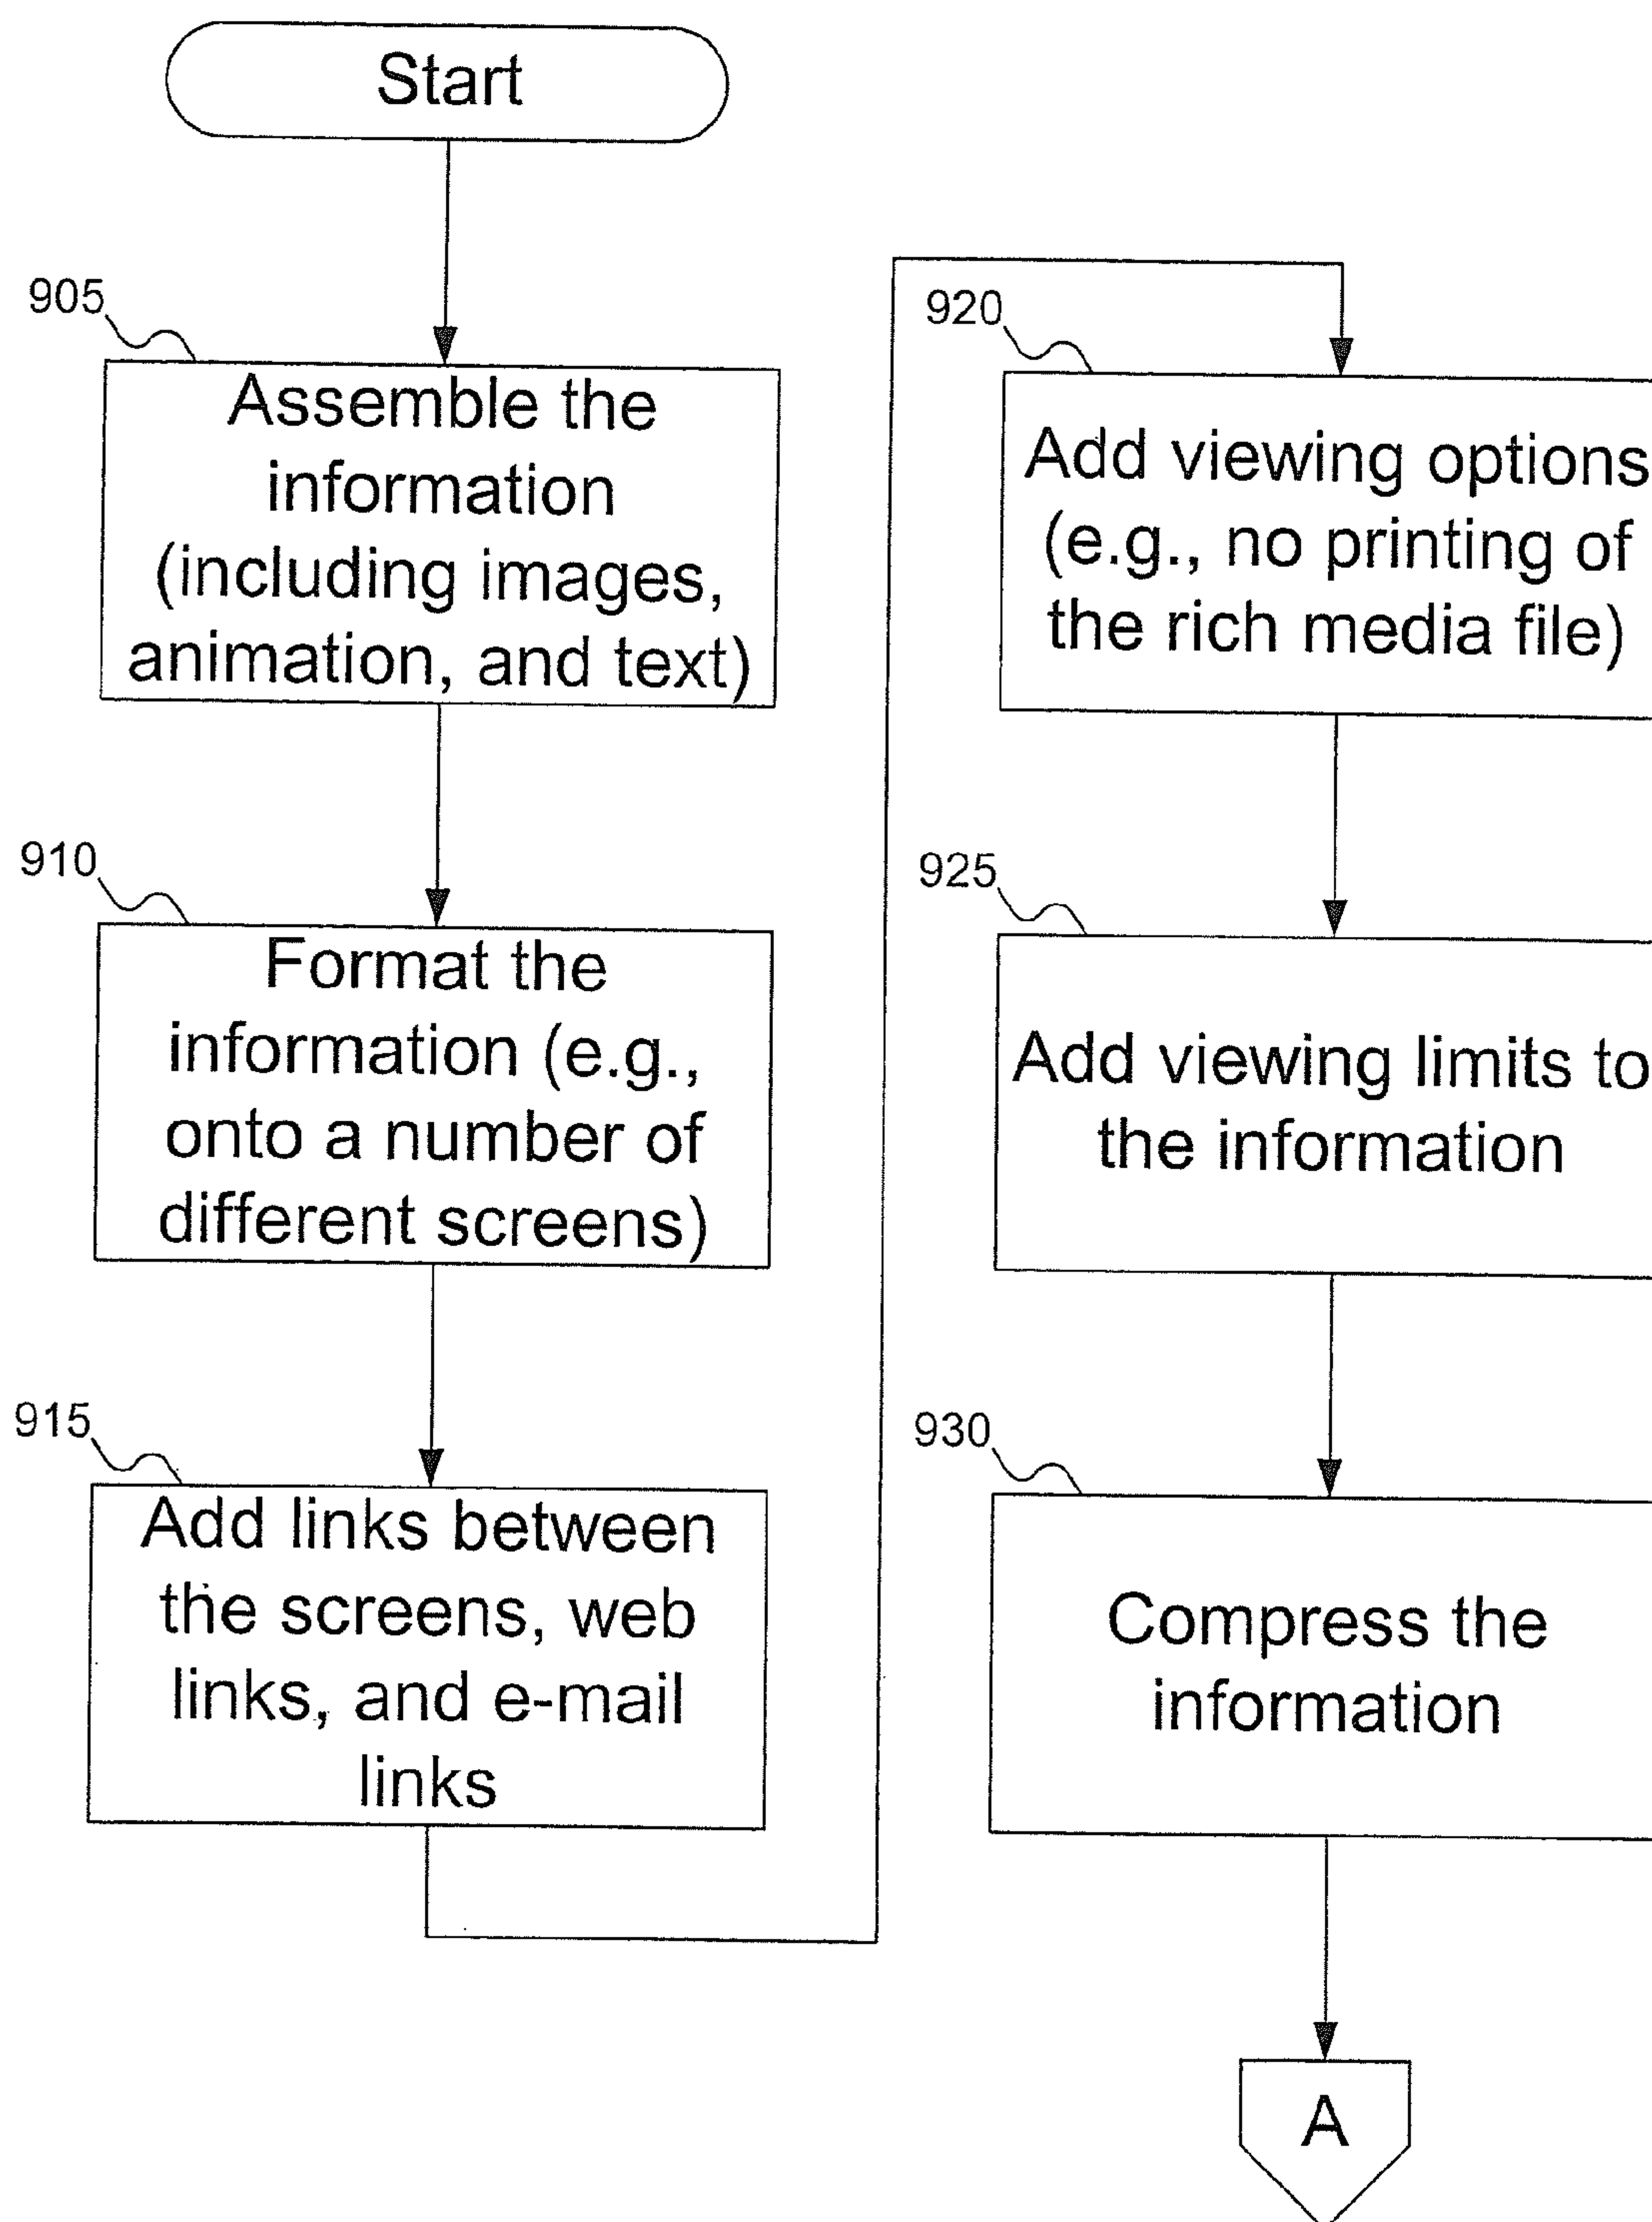 Start
905
Assemble the
information
(including images,
animation, and text)
910
Format the
information (e.g.,
onto a number of
different screens)
915
Add links between
the screens, web
links, and e-mail
links
920
Add viewing options
(e.g., no printing of
the rich media file)
925
Add viewing limits to
the information
930
Compress the
information
A